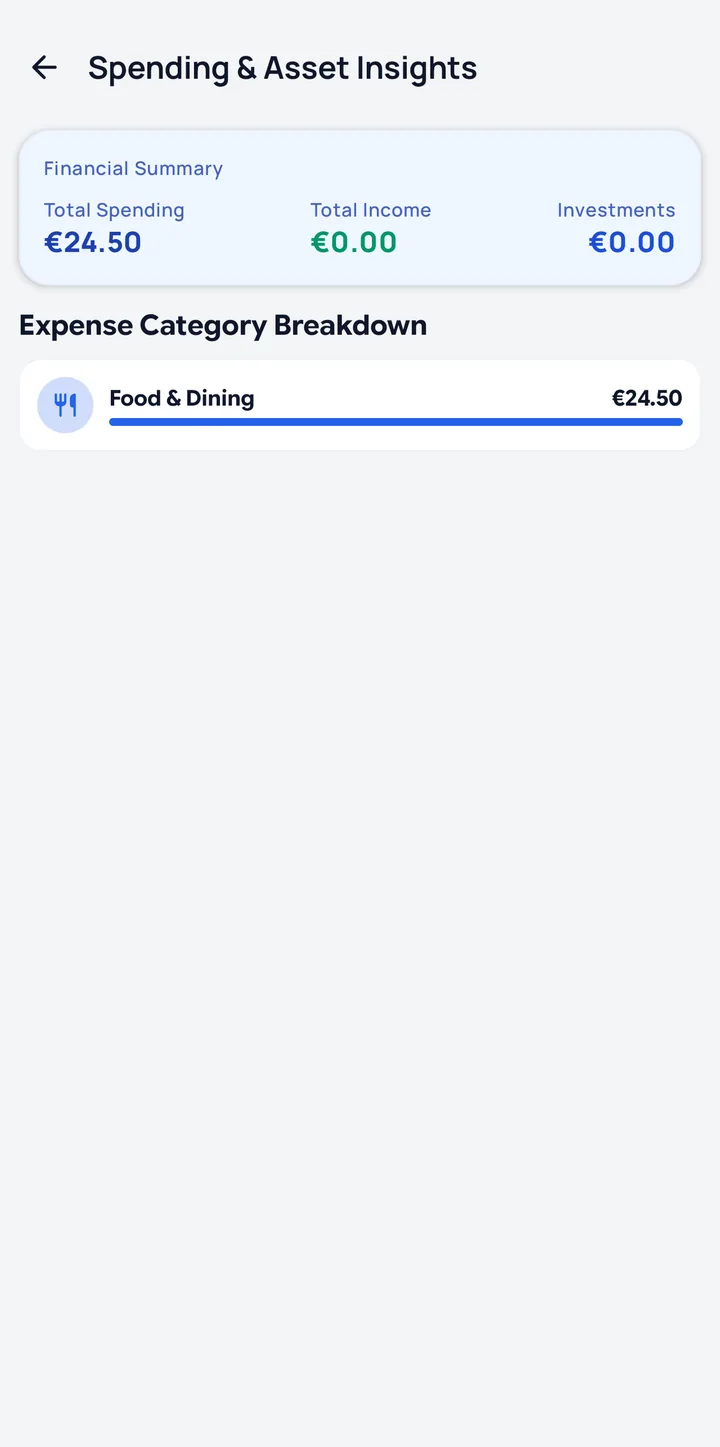 Spending & Asset Insights
Financial Summary
Total Spending Total Income Investments
€24.50 €0.00 €0.00
Expense Category Breakdown
Food & Dining €24.50